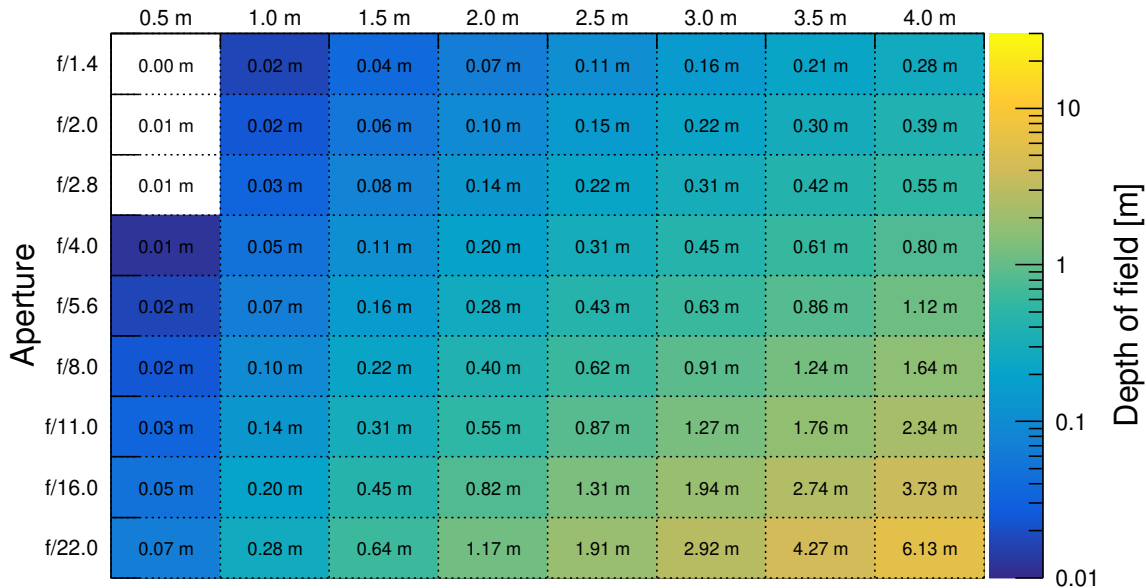 0.5 m 1.0 m 1.5 m 2.0 m 2.5 m 3.0 m 3.5 m 4.0 m
f/1.4 0.00 m 0.02 m 0.04 m 0.07 m 0.11 m 0.16 m 0.21 m 0.28 m
f/2.0 0.01 m 0.02 m 0.06 m 0.10 m 0.15 m 0.22 m 0.30 m 0.39 m
f/2.8 0.01 m 0.03 m 0.08 m 0.14 m 0.22 m 0.31 m 0.42 m 0.55 m
f/4.0 0.01 m 0.05 m 0.11 m 0.20 m 0.31 m 0.45 m 0.61 m 0.80 m
f/5.6 0.02 m 0.07 m 0.16 m 0.28 m 0.43 m 0.63 m 0.86 m 1.12 m
f/8.0 0.02 m 0.10 m 0.22 m 0.40 m 0.62 m 0.91 m 1.24 m 1.64 m
f/11.0 0.03 m 0.14 m 0.31 m 0.55 m 0.87 m 1.27 m 1.76 m 2.34 m
f/16.0 0.05 m 0.20 m 0.45 m 0.82 m 1.31 m 1.94 m 2.74 m 3.73 m
f/22.0 0.07 m 0.28 m 0.64 m 1.17 m 1.91 m 2.92 m 4.27 m 6.13 m
Aperture
10
1
0.1
0.01
Depth of field [m]